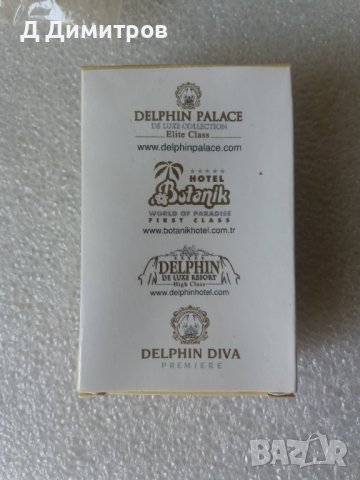 Д Димитров
DELPHIN PALACE
DE LUXE COLLECTION
Elite Class
www.delphinpalace.com
HOTEL
Botanik
WORLD OF PARADISE
FIRST CLASS
www.botanikhotel.com.tr
DELPHIN
DE LUXE RESORT
High Class
www.delphinhotel.com
DELPHIN DIVA
PREMIERE
BAZAR